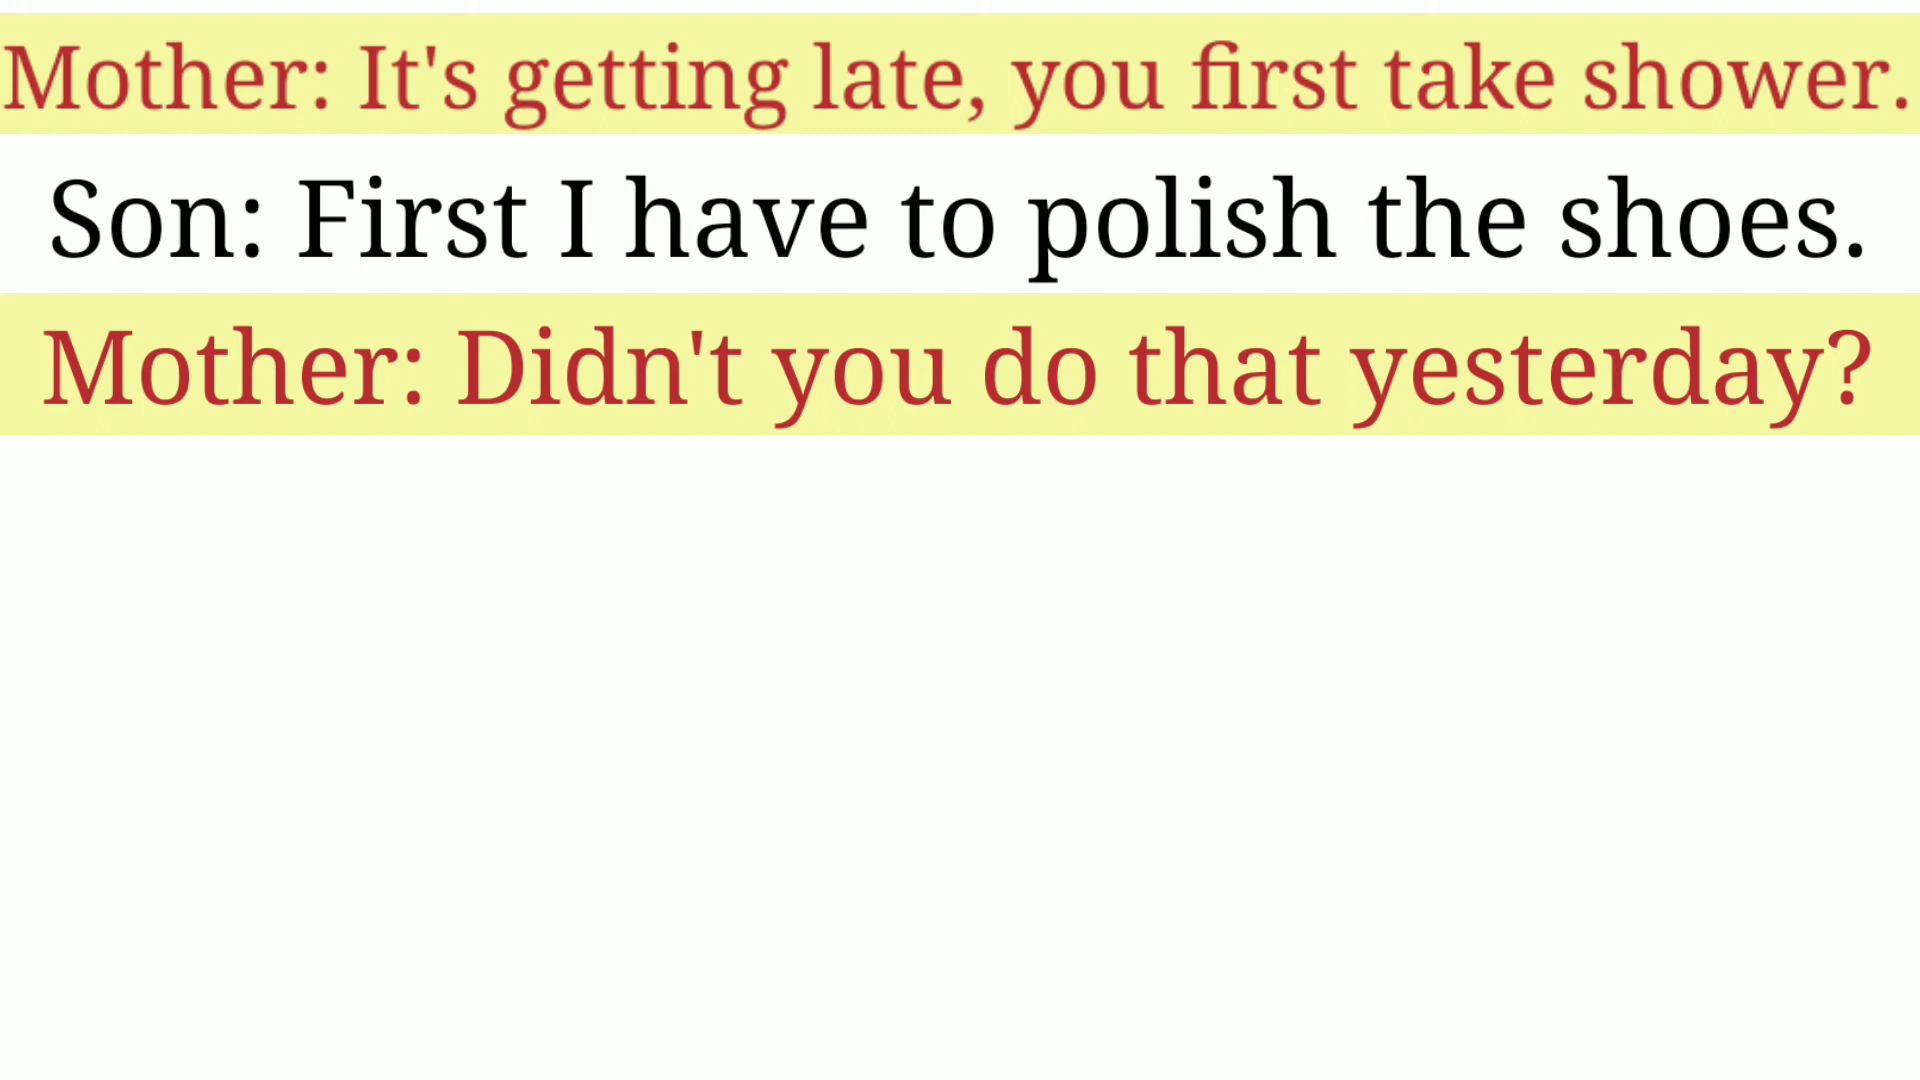 Mother: It's getting late, you first take shower.
Son: First I have to polish the shoes.
Mother: Didn't you do that yesterday?